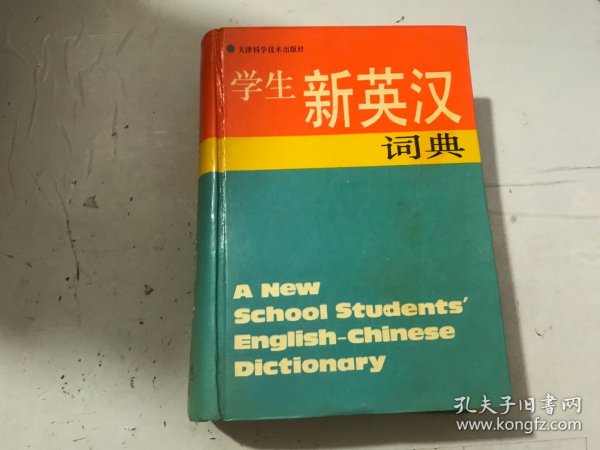 天津科学技术出版社
学生新英汉
词典
A New
School Students'
English-Chinese
Dictionary
孔夫子旧书网
www.kongfz.com